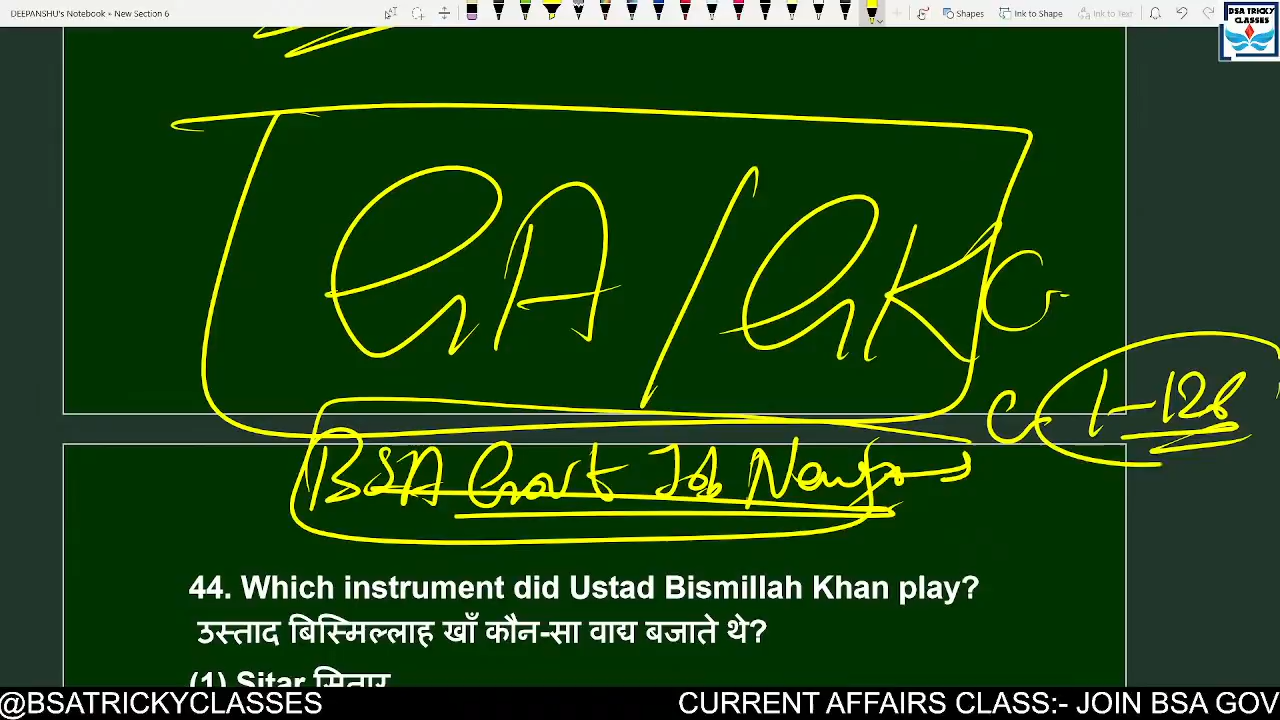 DEEPANSHU's Notebook » New Section 6
Shapes Ink to Shape Ink to Text
BSA TRICKY
CLASSES
GA/GK
1-128
BSA Govt Job
44. Which instrument did Ustad Bismillah Khan play?
उस्ताद बिस्मिल्लाह खाँ कौन-सा वाद्य बजाते थे?
(1) Sitar सितार
@BSATRICKYCLASSES
CURRENT AFFAIRS CLASS:- JOIN BSA GOV